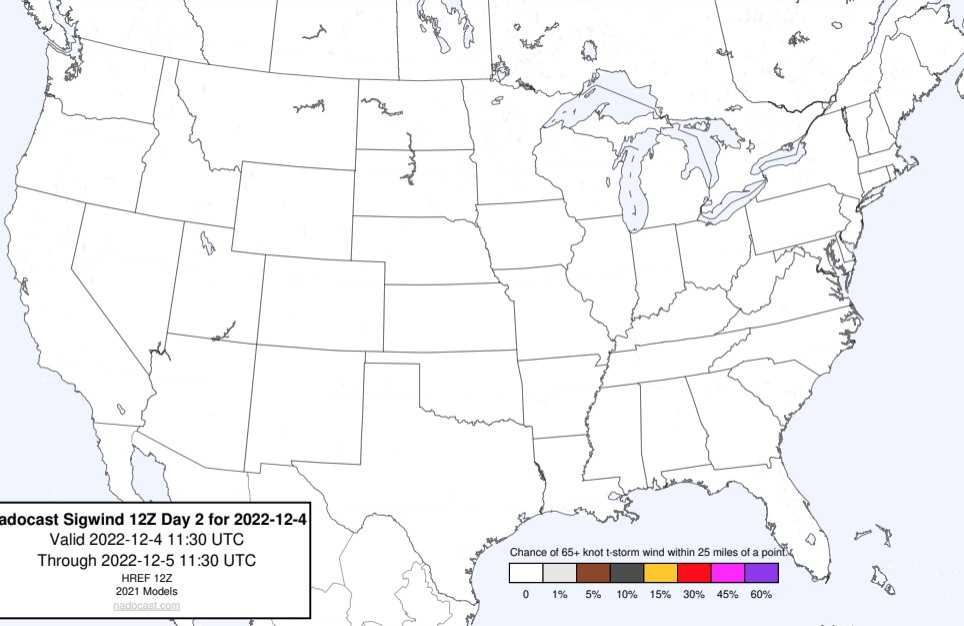 adocast Sigwind 12Z Day 2 for 2022-12-4
Valid 2022-12-4 11:30 UTC
Through 2022-12-5 11:30 UTC
HREF 12Z
2021 Models
nadocast.com
Chance of 65+ knot t-storm wind within 25 miles of a point.
0 1% 5% 10% 15% 30% 45% 60%